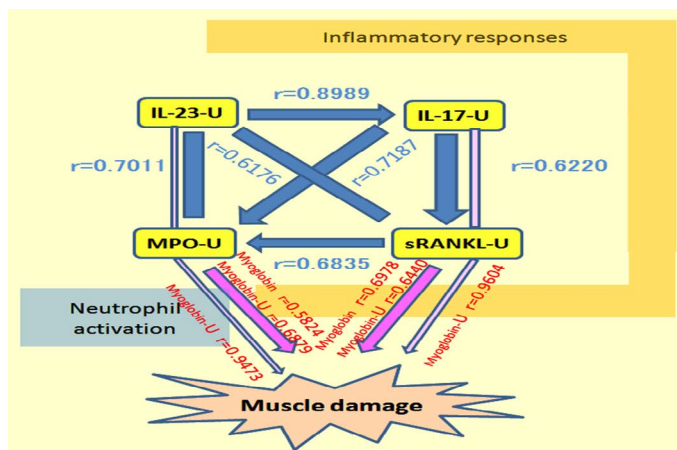 Inflammatory responses
r=0.8989
IL-23-U
IL-17-U
r=0.7011
r=0.6176
r=0.7187
r=0.6220
MPO-U
sRANKL-U
r=0.6835
Neutrophil
activation
Myoglobin r=0.5824
Myoglobin-U r=0.6879
Myoglobin-U r=0.9473
Myoglobin r=0.6978
Myoglobin-U r=0.6440
Myoglobin-U r=0.9604
Muscle damage